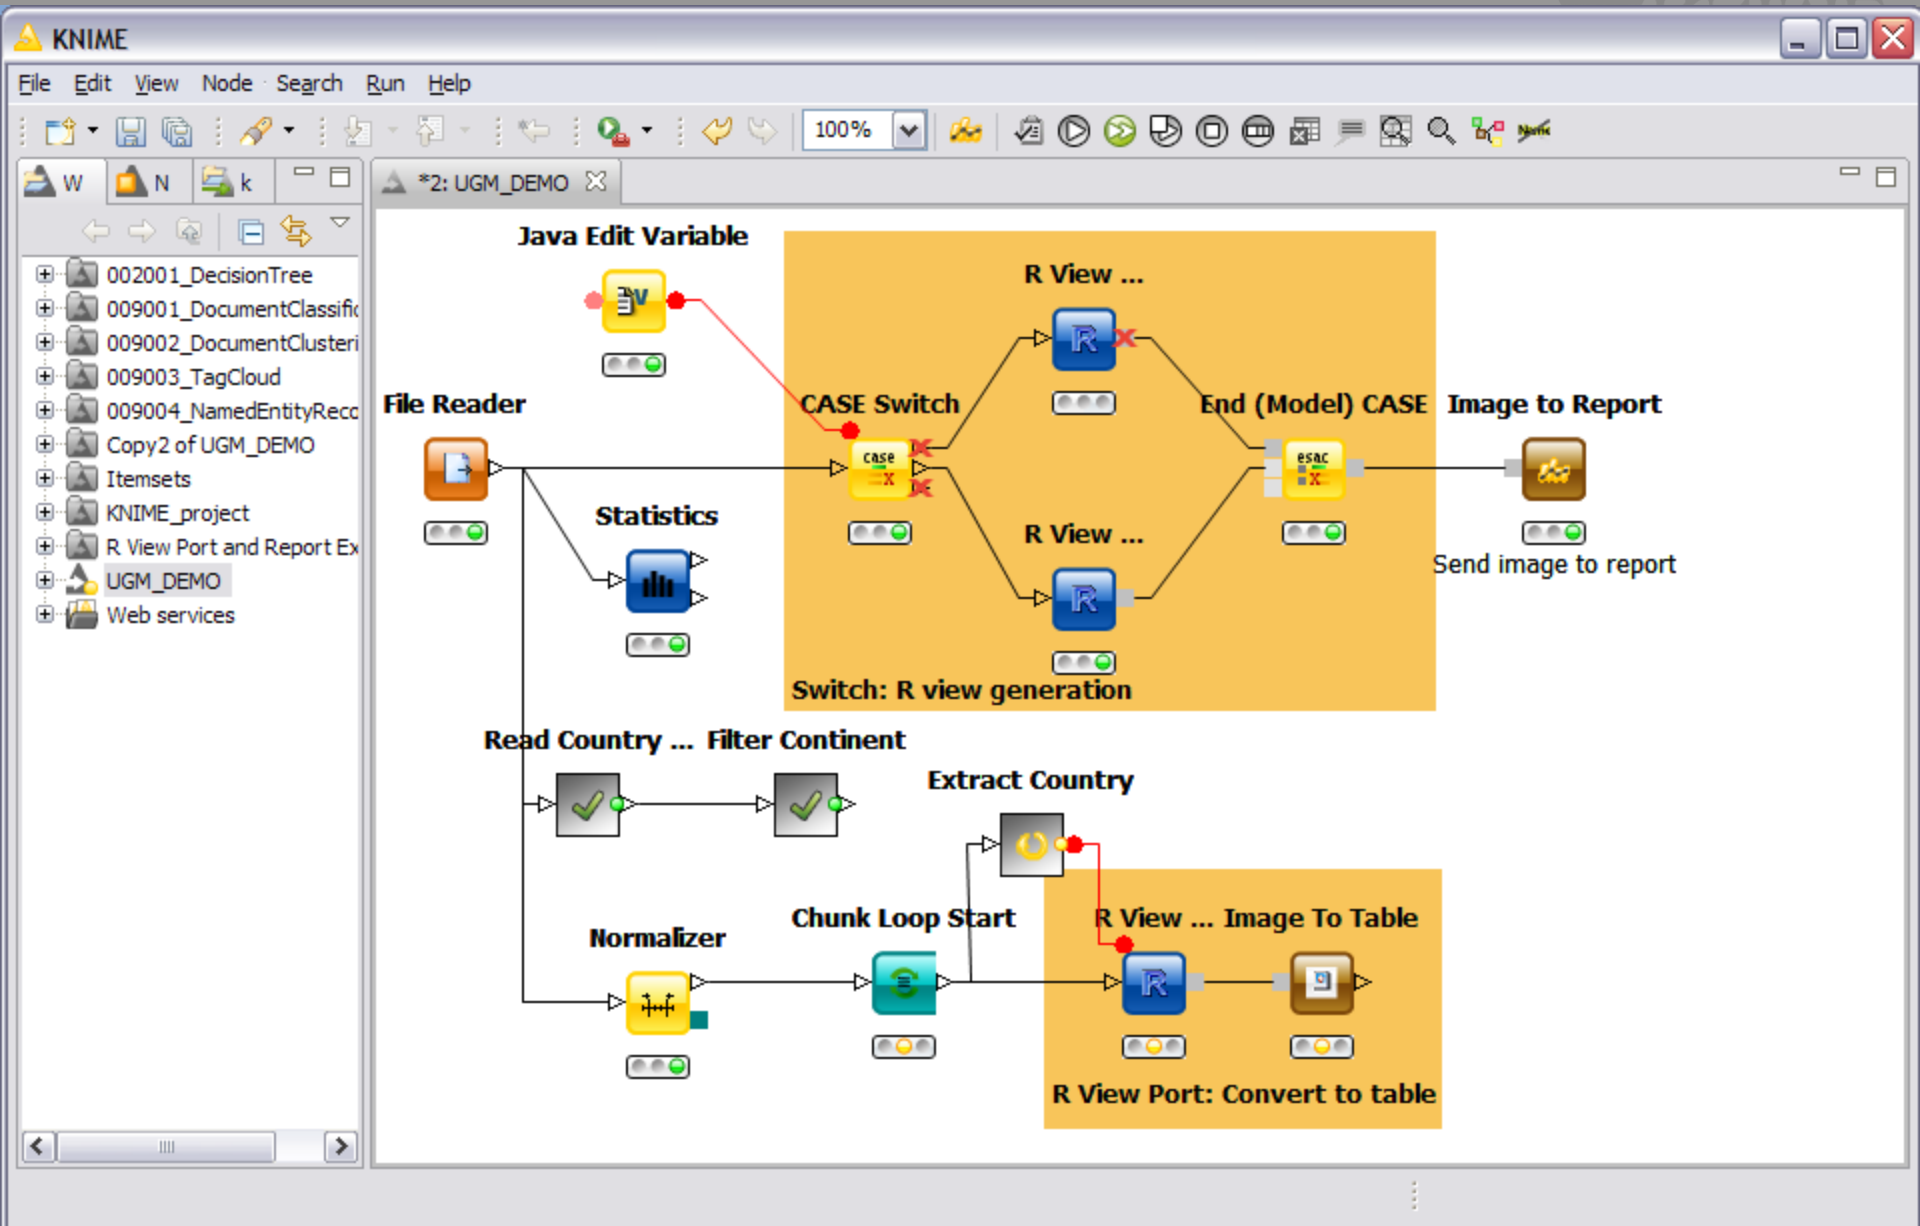 KNIME
File Edit View Node Search Run Help
100%
W N k
*2: UGM_DEMO
002001_DecisionTree
009001_DocumentClassific
009002_DocumentClusteri
009003_TagCloud
009004_NamedEntityReco
Copy2 of UGM_DEMO
Itemsets
KNIME_project
R View Port and Report Ex
UGM_DEMO
Web services
Java Edit Variable
R View ...
File Reader
CASE Switch
End (Model) CASE
Image to Report
case
esac
Statistics
R View ...
Send image to report
Switch: R view generation
Read Country ...
Filter Continent
Extract Country
Normalizer
Chunk Loop Start
R View ...
Image To Table
R View Port: Convert to table